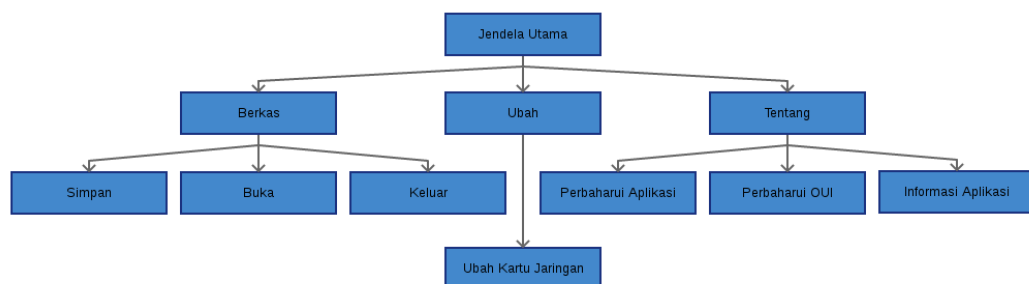 Jendela Utama
Berkas
Ubah
Tentang
Simpan
Buka
Keluar
Perbaharui Aplikasi
Perbaharui OUI
Informasi Aplikasi
Ubah Kartu Jaringan